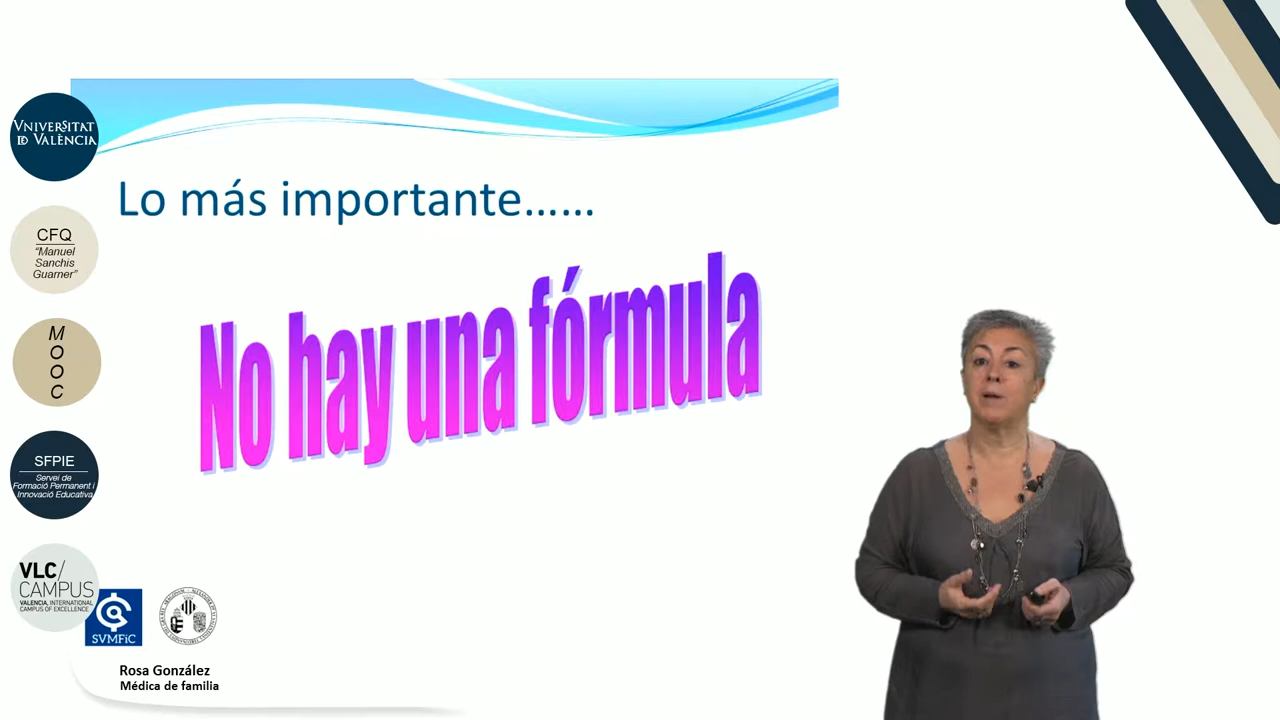 VNIVERSITAT
ID VALÈNCIA
CFQ
"Manuel
Sanchis
Guarner"
M
O
O
C
SFPIE
Servei de
Formació Permanent i
Innovació Educativa
VLC/
CAMPUS
VALENCIA, INTERNATIONAL
CAMPUS OF EXCELLENCE
Lo más importante......
No hay una fórmula
SVMFiC
Rosa González
Médica de familia